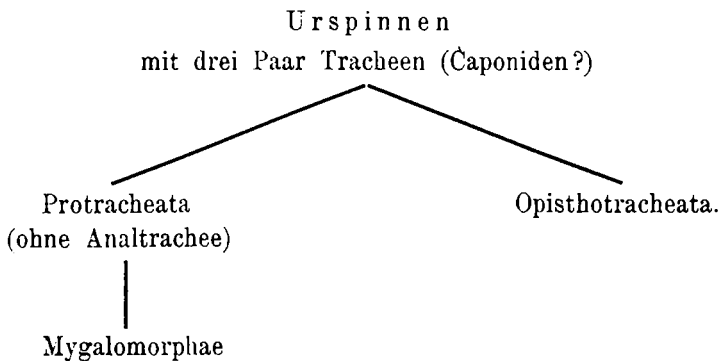 Urspinnen
mit drei Paar Tracheen (Caponiden?)
Protracheata
Opisthotracheata.
(ohne Analtrachee)
Mygalomorphae